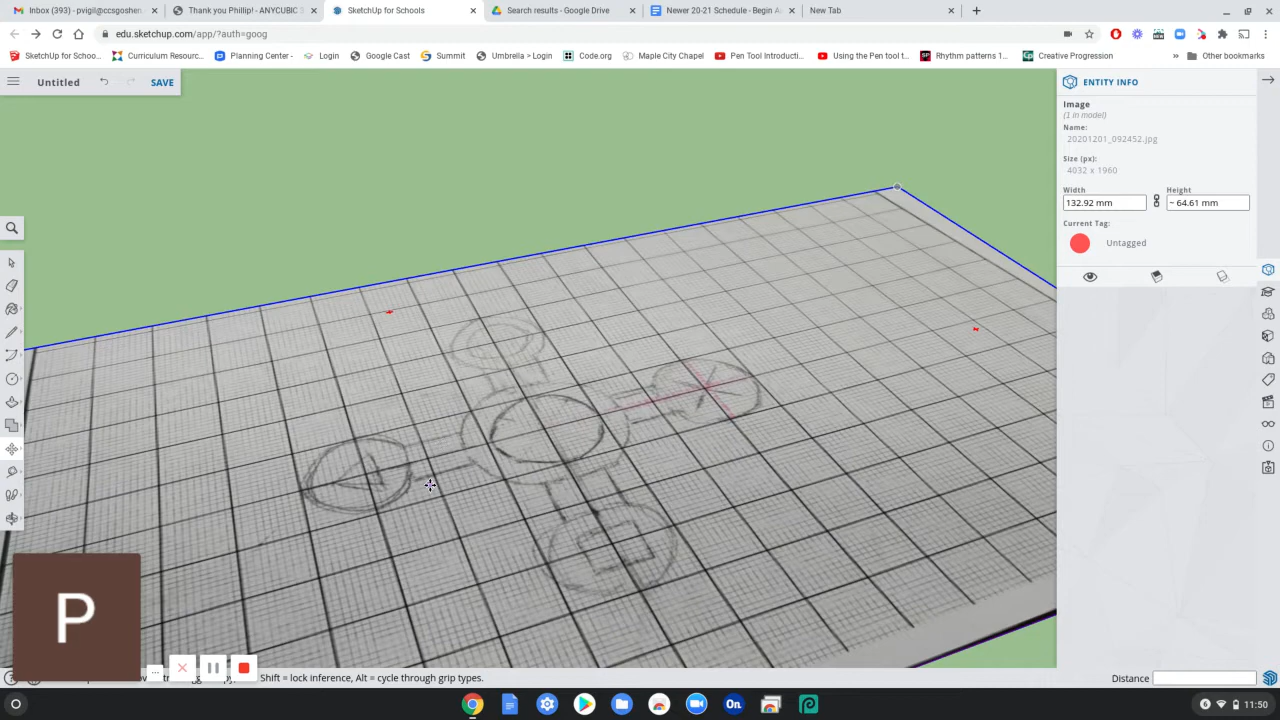 Inbox (393) - pvigil@ccsgoshen.
Thank you Phillip! - ANYCUBIC 3
SketchUp for Schools
Search results - Google Drive
Newer 20-21 Schedule - Begin A
New Tab
edu.sketchup.com/app/?auth=goog
SketchUp for Schoo...
Curriculum Resourc...
Planning Center -
Login
Google Cast
Summit
Umbrella > Login
Code.org
Maple City Chapel
Pen Tool Introducti...
Using the Pen tool t...
Rhythm patterns 1...
Creative Progression
»
Other bookmarks
Untitled
SAVE
ENTITY INFO
Image
(1 in model)
Name:
20201201_092452.jpg
Size (px):
4032 x 1960
Width
Height
132.92 mm
~ 64.61 mm
Current Tag:
Untagged
P
Shift = lock inference, Alt = cycle through grip types.
Distance
On
6
11:50